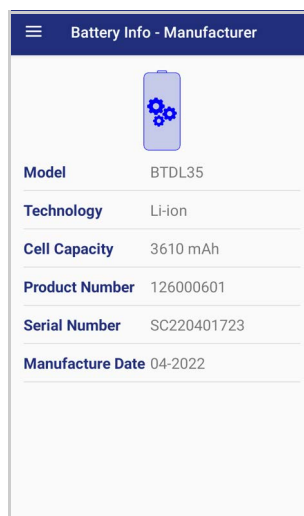 Battery Info - Manufacturer
Model BTDL35
Technology Li-ion
Cell Capacity 3610 mAh
Product Number 126000601
Serial Number SC220401723
Manufacture Date 04-2022